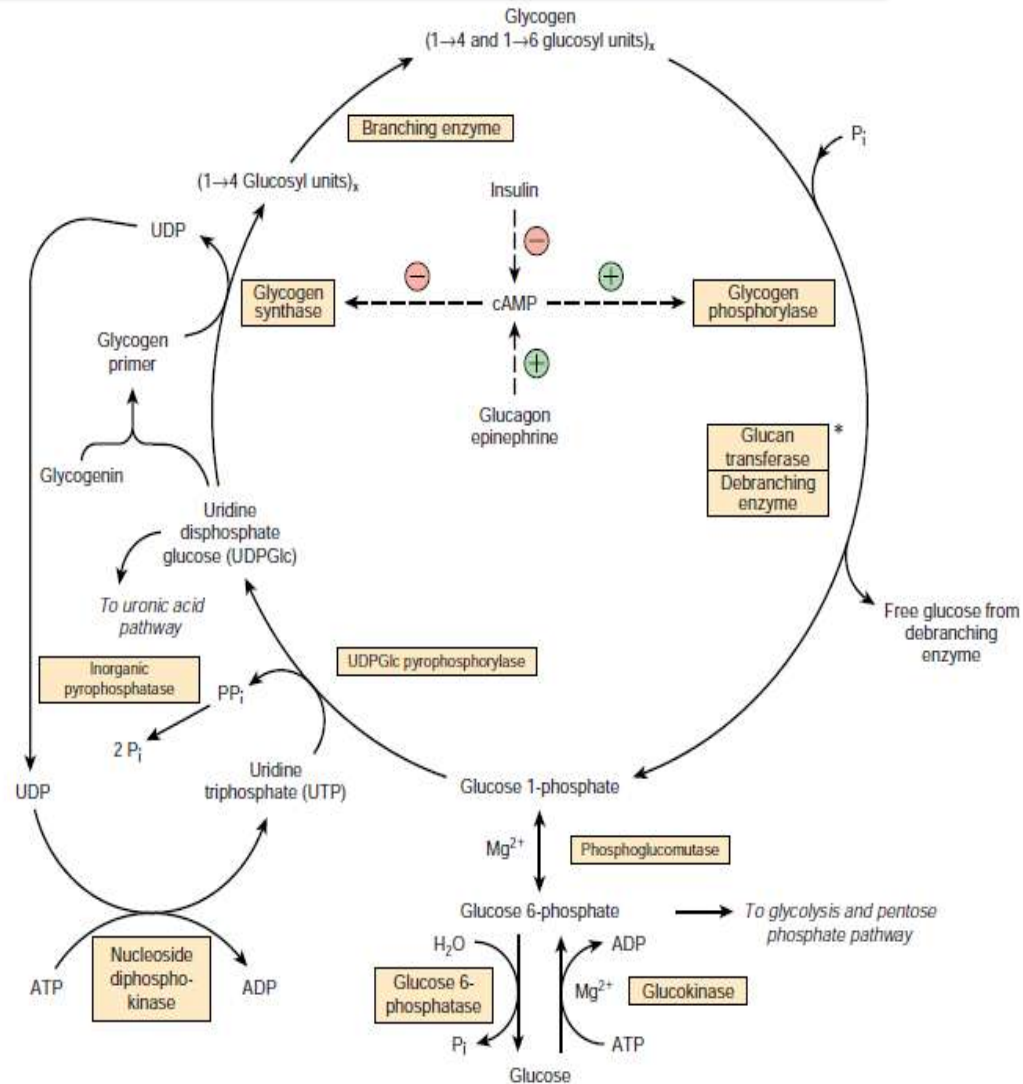 Glycogen
(1→4 and 1→6 glucosyl units)ₓ
Branching enzyme
Pᵢ
(1→4 Glucosyl units)ₓ
Insulin
UDP
−
−
+
Glycogen
synthase
cAMP
Glycogen
phosphorylase
Glycogen
primer
+
Glucagon
epinephrine
Glucan
transferase
*
Debranching
enzyme
Glycogenin
Uridine
disphosphate
glucose (UDPGlc)
To uronic acid
pathway
Free glucose from
debranching
enzyme
UDPGlc pyrophosphorylase
Inorganic
pyrophosphatase
PPᵢ
2 Pᵢ
UDP
Uridine
triphosphate (UTP)
Glucose 1-phosphate
Mg²⁺
Phosphoglucomutase
Glucose 6-phosphate
To glycolysis and pentose
phosphate pathway
Nucleoside
diphospho-
kinase
ATP
ADP
H₂O
ADP
Glucose 6-
phosphatase
Mg²⁺
Glucokinase
Pᵢ
ATP
Glucose